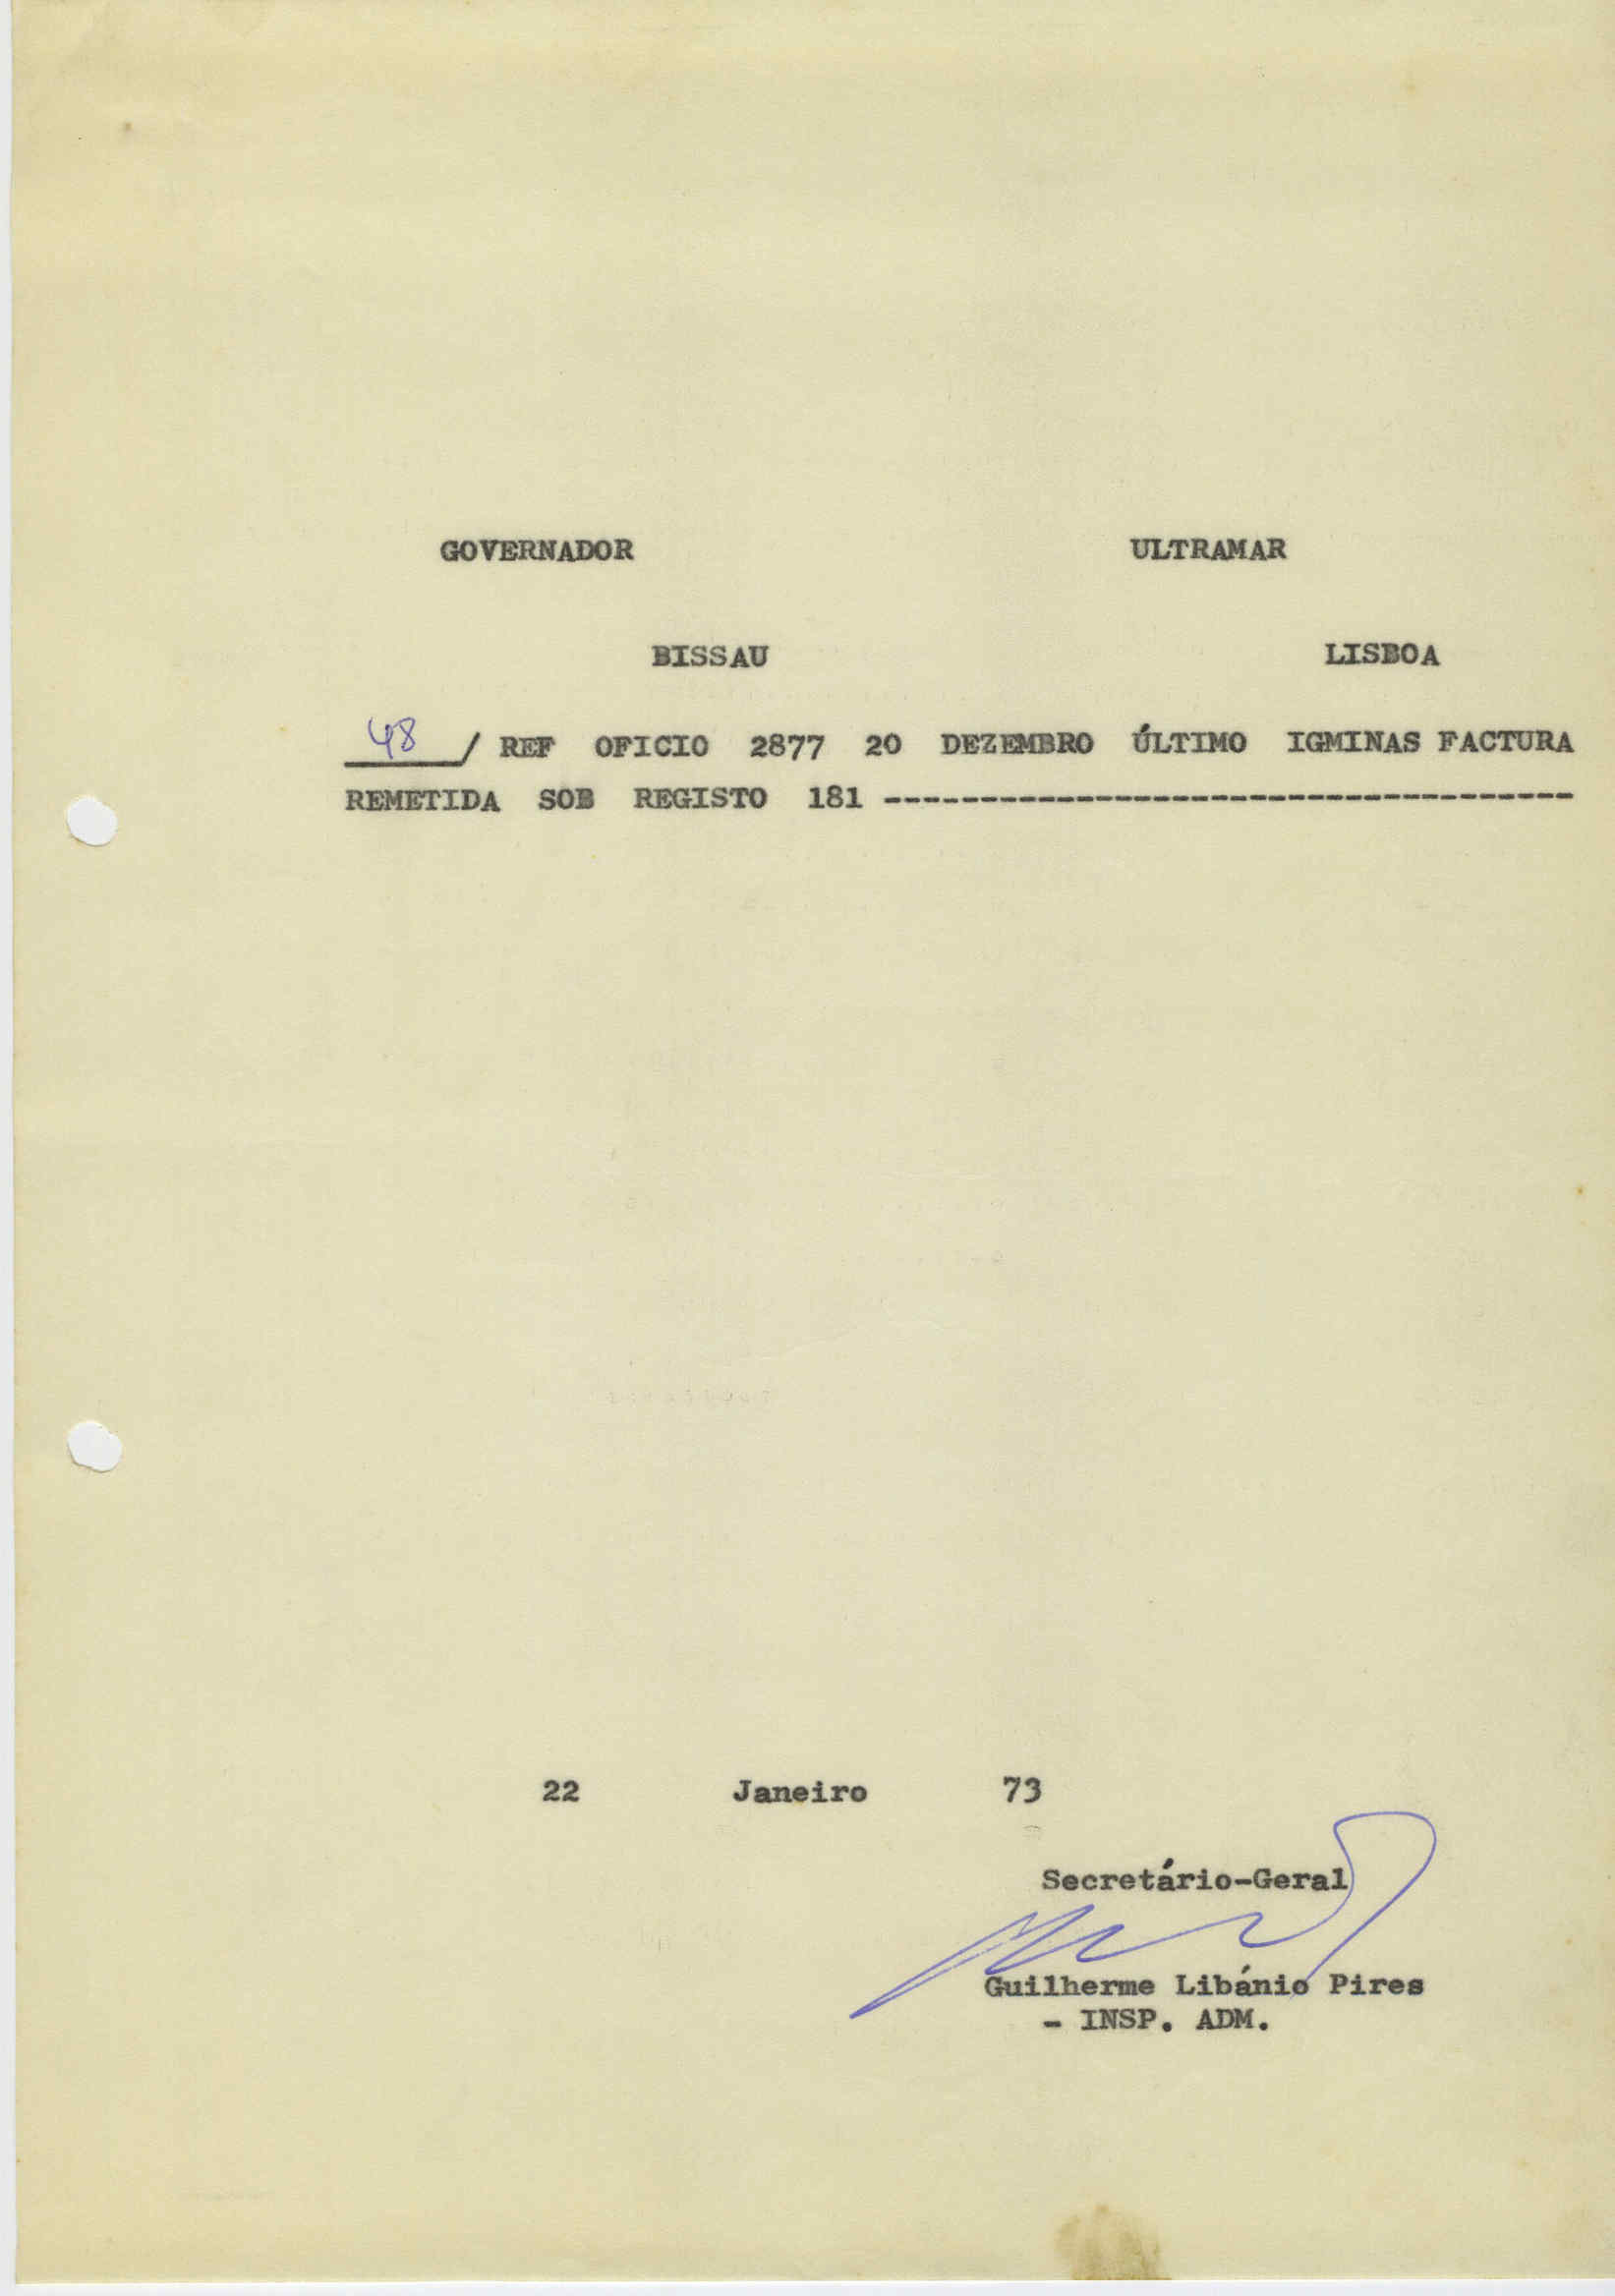 GOVERNADOR ULTRAMAR
BISSAU LISBOA
48 / REF OFICIO 2877 20 DEZEMBRO ÚLTIMO IGMINAS FACTURA
REMETIDA SOB REGISTO 181 ------------------------------------
22 Janeiro 73
Secretário-Geral
Guilherme Libánio Pires
- INSP. ADM.